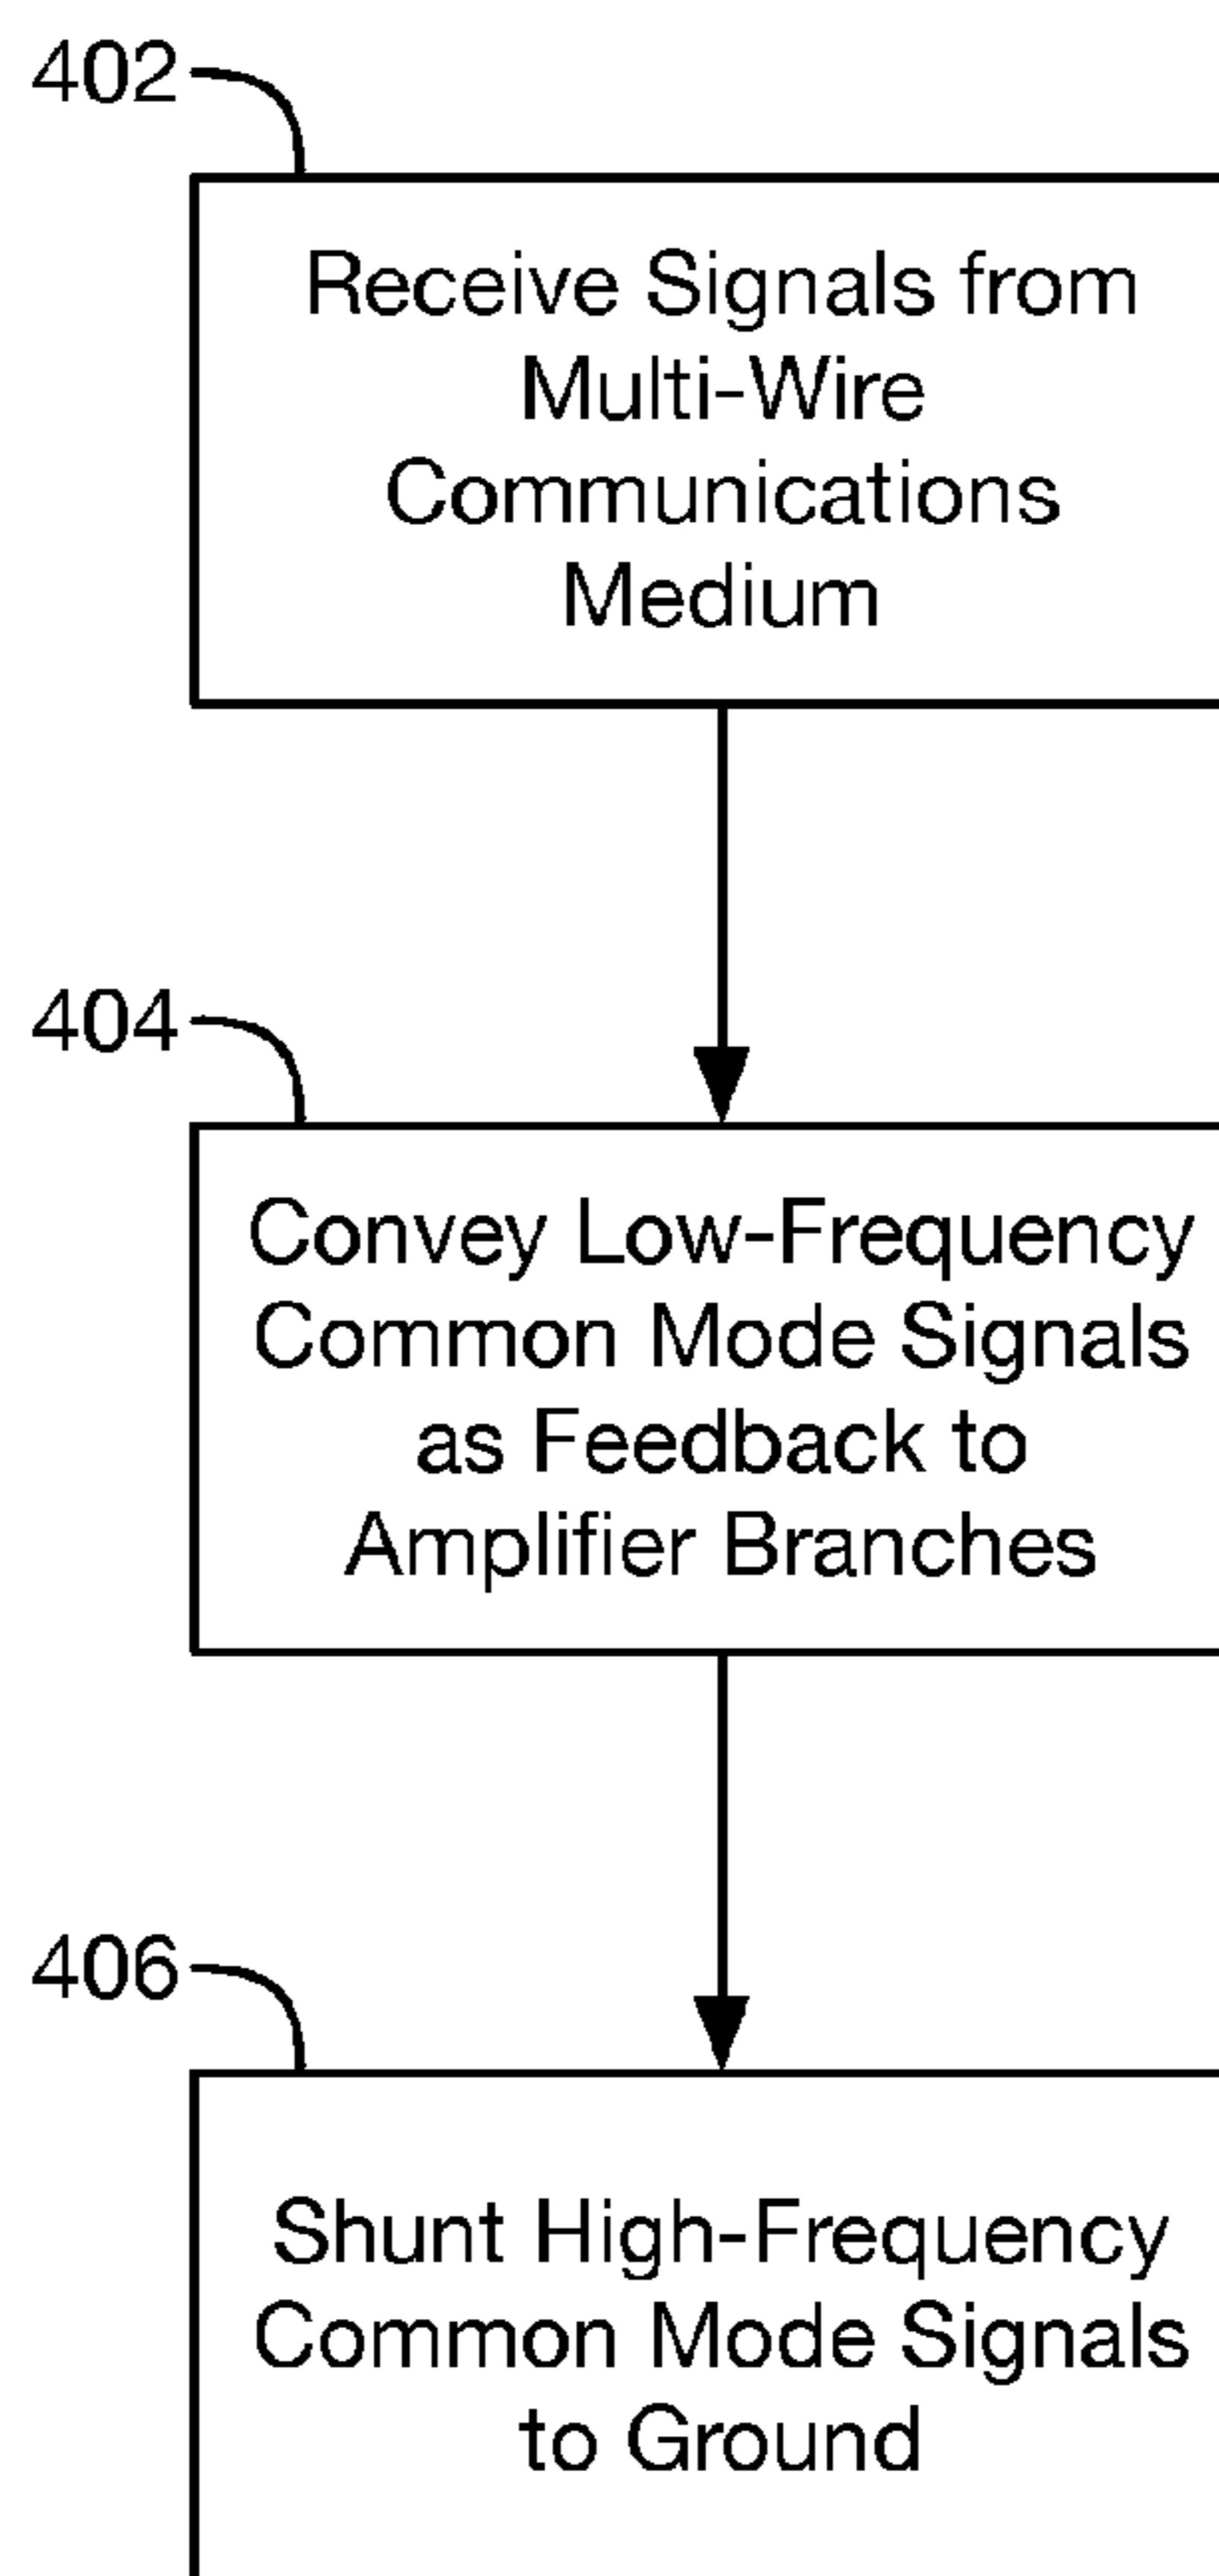 402
Receive Signals from
Multi-Wire
Communications
Medium
404
Convey Low-Frequency
Common Mode Signals
as Feedback to
Amplifier Branches
406
Shunt High-Frequency
Common Mode Signals
to Ground